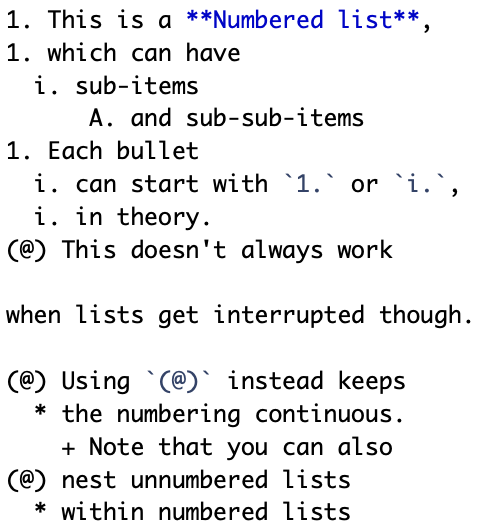 1. This is a **Numbered list**,
1. which can have
  i. sub-items
      A. and sub-sub-items
1. Each bullet
  i. can start with `1.` or `i.`,
  i. in theory.
(@) This doesn't always work
when lists get interrupted though.
(@) Using `(@)` instead keeps
  * the numbering continuous.
    + Note that you can also
(@) nest unnumbered lists
  * within numbered lists